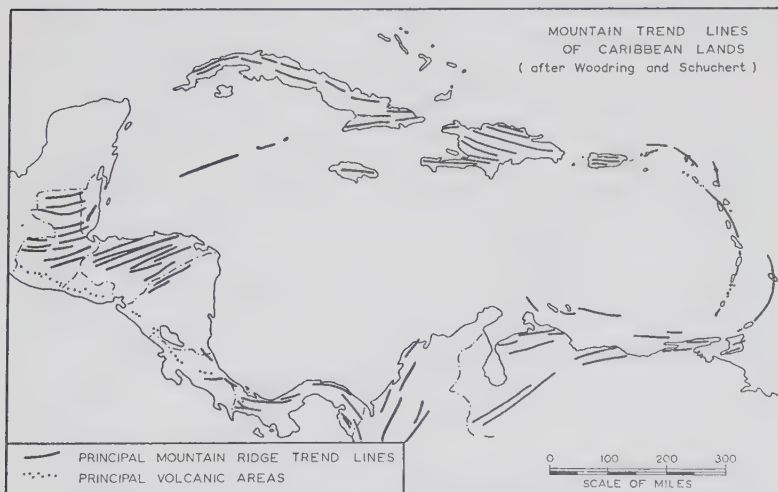 MOUNTAIN TREND LINES
OF CARIBBEAN LANDS
( after Woodring and Schuchert )
PRINCIPAL MOUNTAIN RIDGE TREND LINES
PRINCIPAL VOLCANIC AREAS
0 100 200 300
SCALE OF MILES